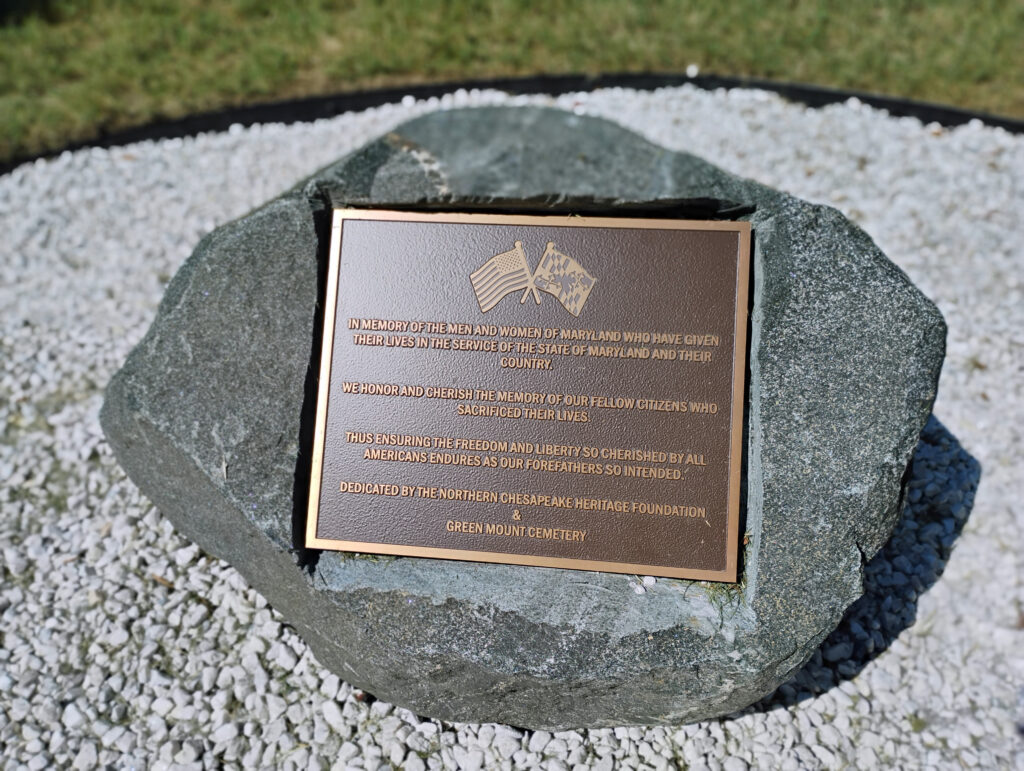 IN MEMORY OF THE MEN AND WOMEN OF MARYLAND WHO HAVE GIVEN
THEIR LIVES IN THE SERVICE OF THE STATE OF MARYLAND AND THEIR
COUNTRY.
WE HONOR AND CHERISH THE MEMORY OF OUR FELLOW CITIZENS WHO
SACRIFICED THEIR LIVES.
THUS ENSURING THE FREEDOM AND LIBERTY SO CHERISHED BY ALL
AMERICANS ENDURES AS OUR FOREFATHERS SO INTENDED.
DEDICATED BY THE NORTHERN CHESAPEAKE HERITAGE FOUNDATION
&
GREEN MOUNT CEMETERY